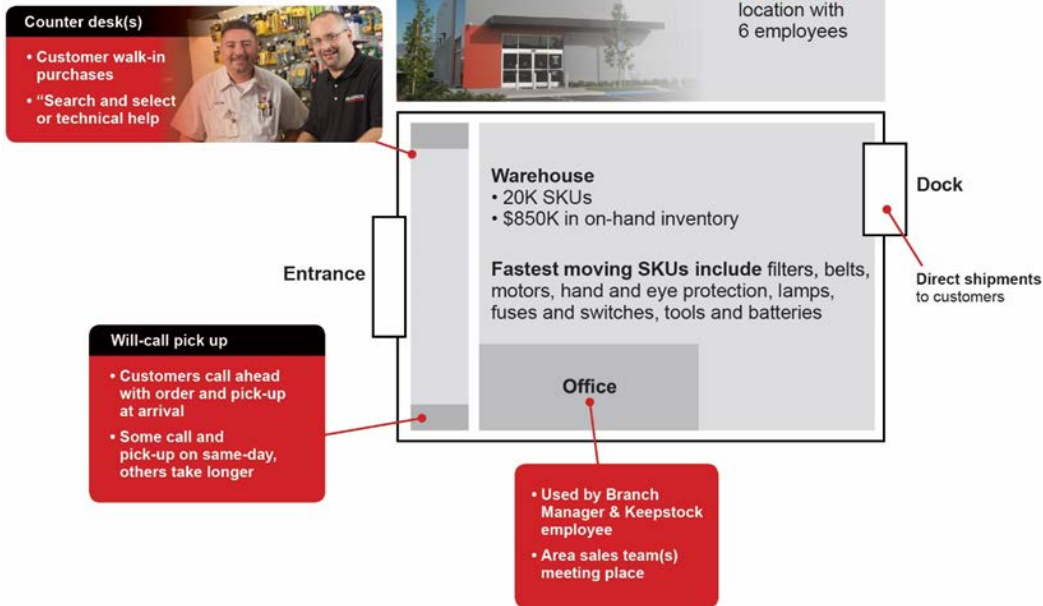 location with
6 employees
Counter desk(s)
• Customer walk-in
purchases
• “Search and select
or technical help
Warehouse
• 20K SKUs
• $850K in on-hand inventory
Fastest moving SKUs include filters, belts,
motors, hand and eye protection, lamps,
fuses and switches, tools and batteries
Dock
Direct shipments
to customers
Entrance
Will-call pick up
• Customers call ahead
with order and pick-up
at arrival
• Some call and
pick-up on same-day,
others take longer
Office
• Used by Branch
Manager & Keepstock
employee
• Area sales team(s)
meeting place